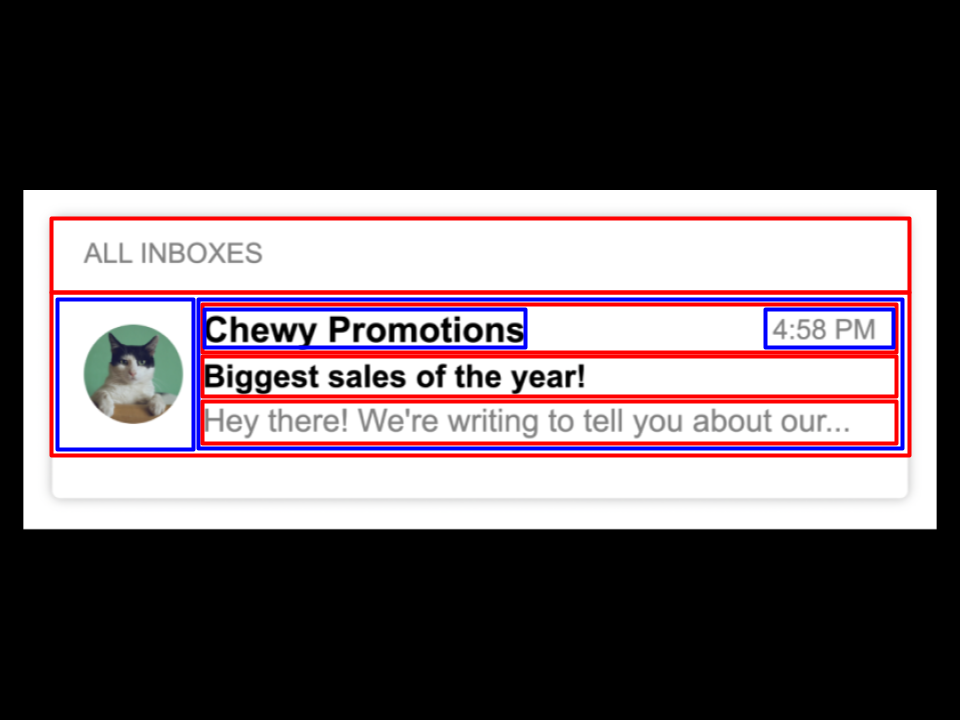 ALL INBOXES
Chewy Promotions 4:58 PM
Biggest sales of the year!
Hey there! We're writing to tell you about our...